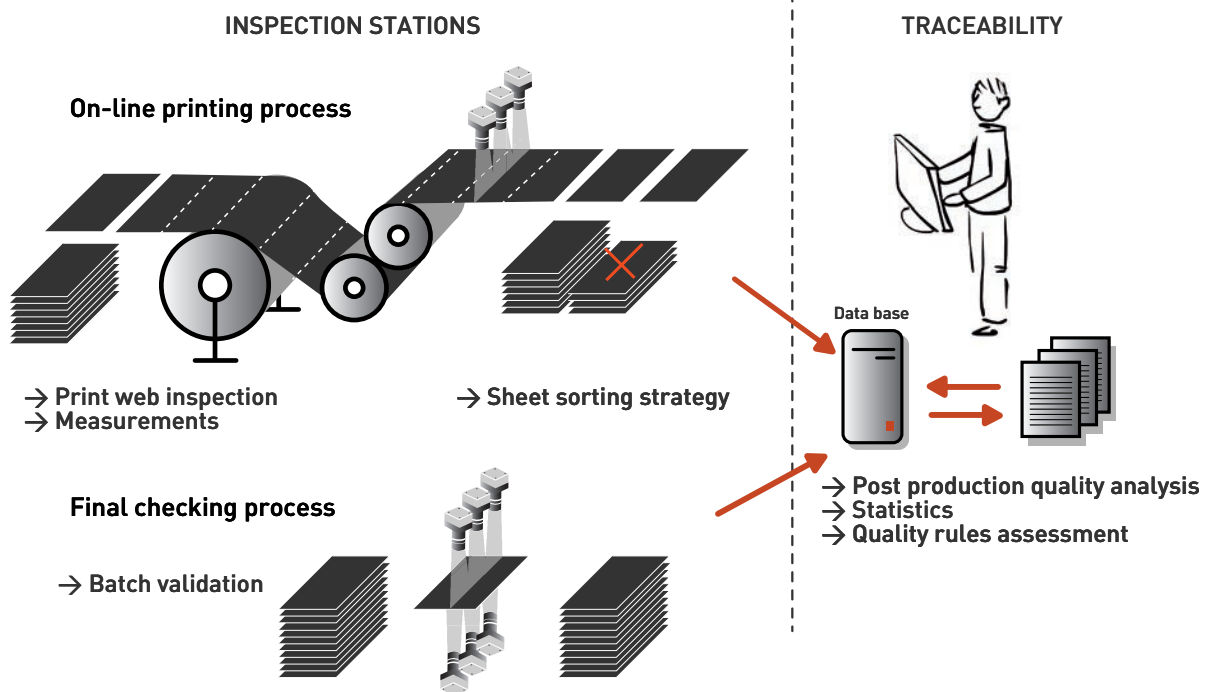 INSPECTION STATIONS
TRACEABILITY
On-line printing process
→ Print web inspection
→ Measurements
→ Sheet sorting strategy
Final checking process
→ Batch validation
Data base
→ Post production quality analysis
→ Statistics
→ Quality rules assessment